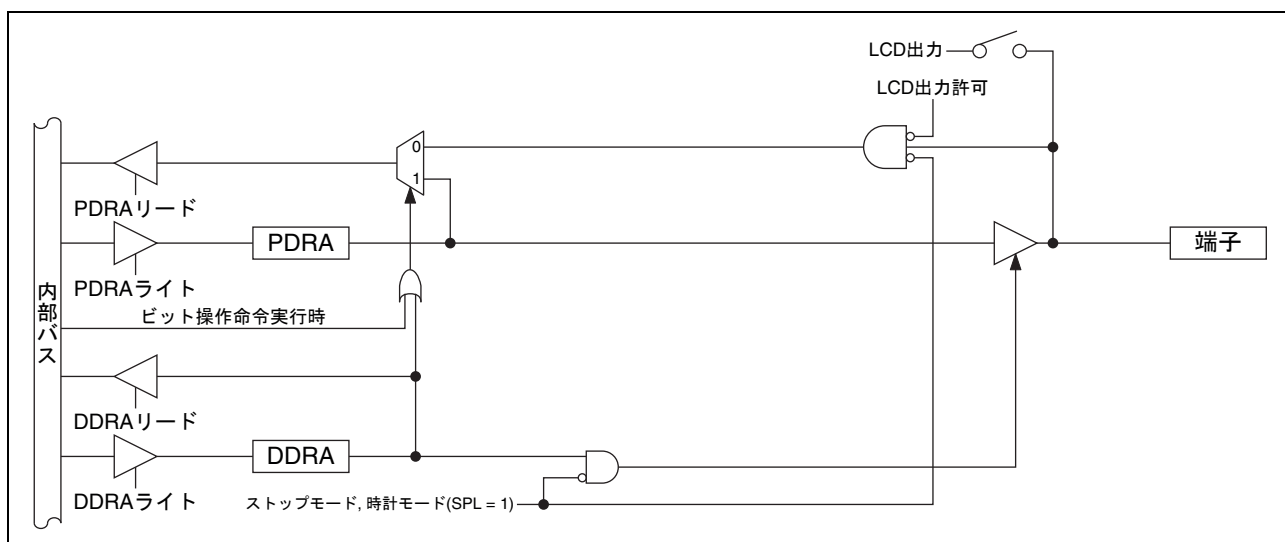 LCD出力
LCD出力許可
0
1
PDRAリード
PDRA
端子
PDRAライト
内部バス
ビット操作命令実行時
DDRAリード
DDRA
DDRAライト
ストップモード, 時計モード(SPL = 1)